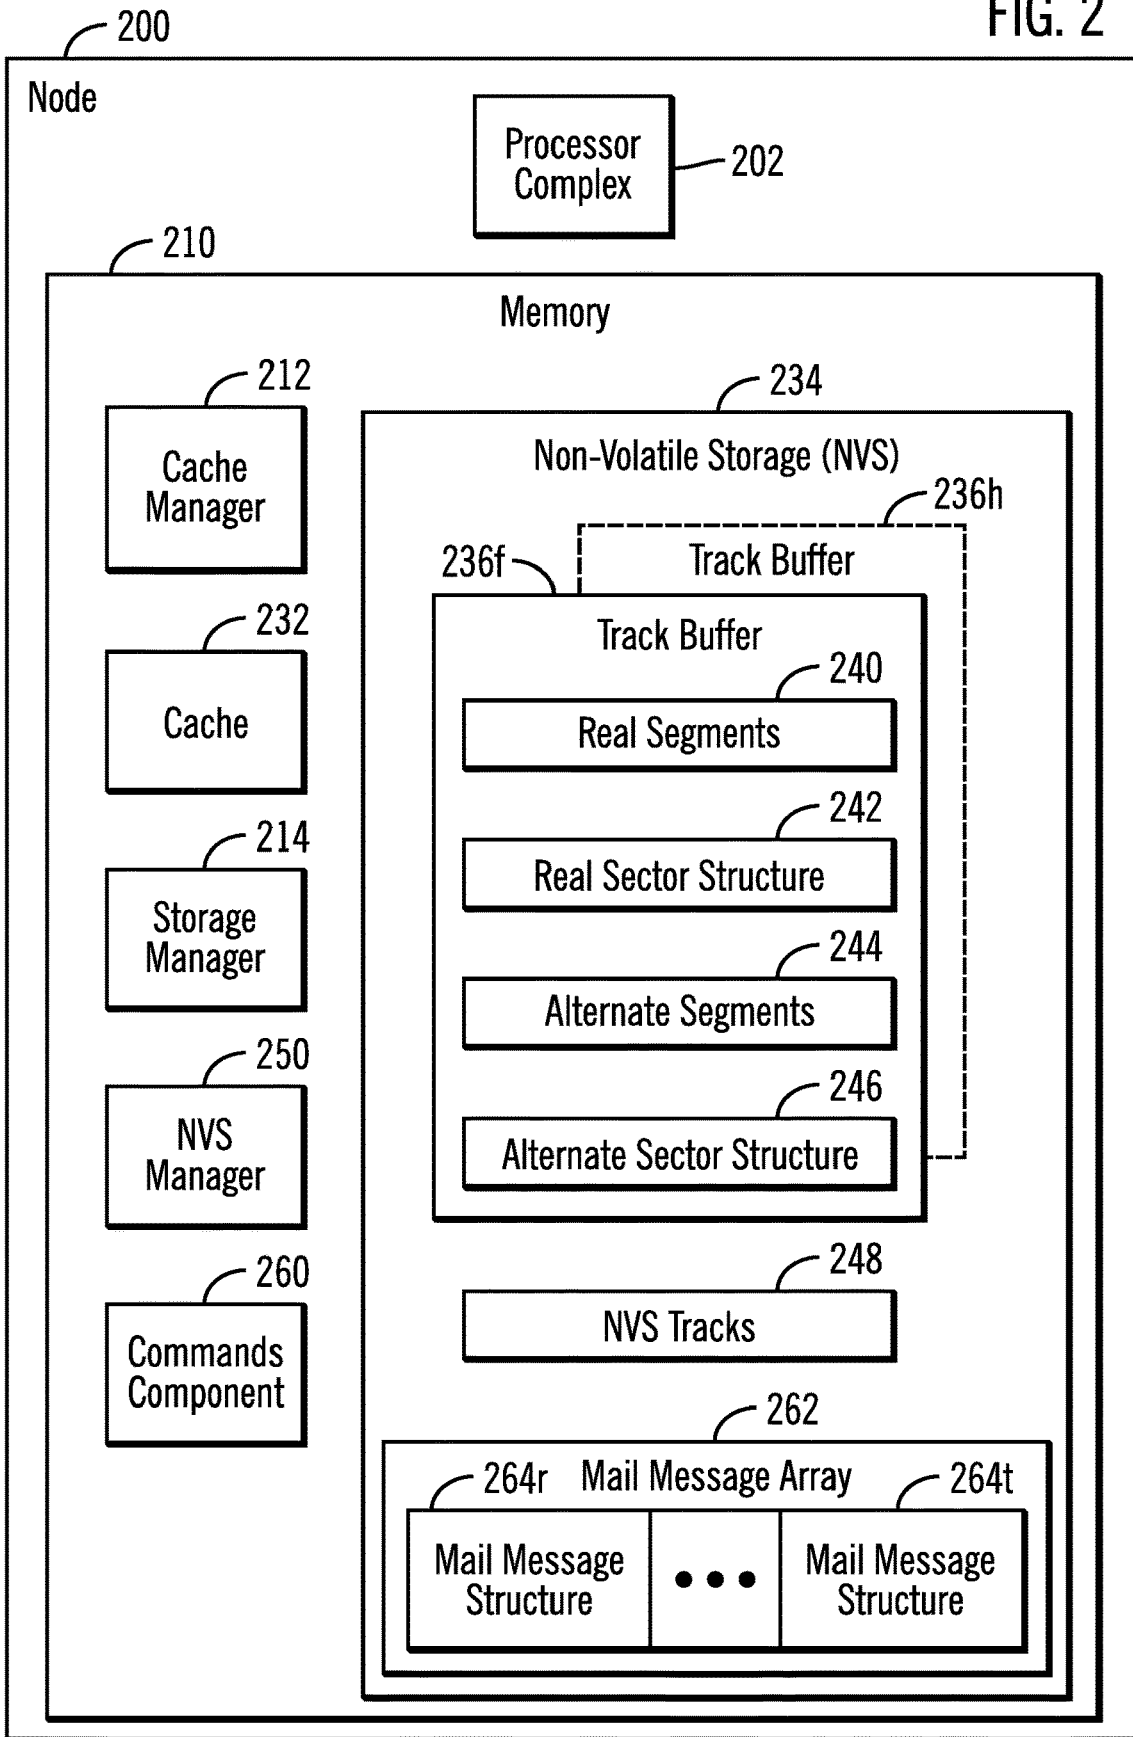 FIG. 2
200
Node
Processor
Complex
202
210
Memory
212
Cache
Manager
232
Cache
214
Storage
Manager
250
NVS
Manager
260
Commands
Component
234
Non-Volatile Storage (NVS)
236h
Track Buffer
236f
Track Buffer
240
Real Segments
242
Real Sector Structure
244
Alternate Segments
246
Alternate Sector Structure
248
NVS Tracks
262
Mail Message Array
264r
264t
Mail Message
Structure
Mail Message
Structure